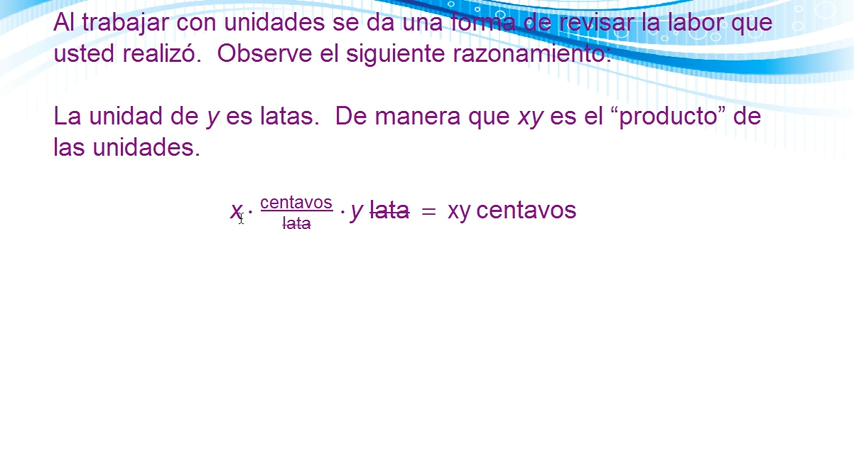 Al trabajar con unidades se da una forma de revisar la labor que
usted realizó.  Observe el siguiente razonamiento:
La unidad de y es latas.  De manera que xy es el “producto” de
las unidades.
x · centavos/lata · y lata = xy centavos